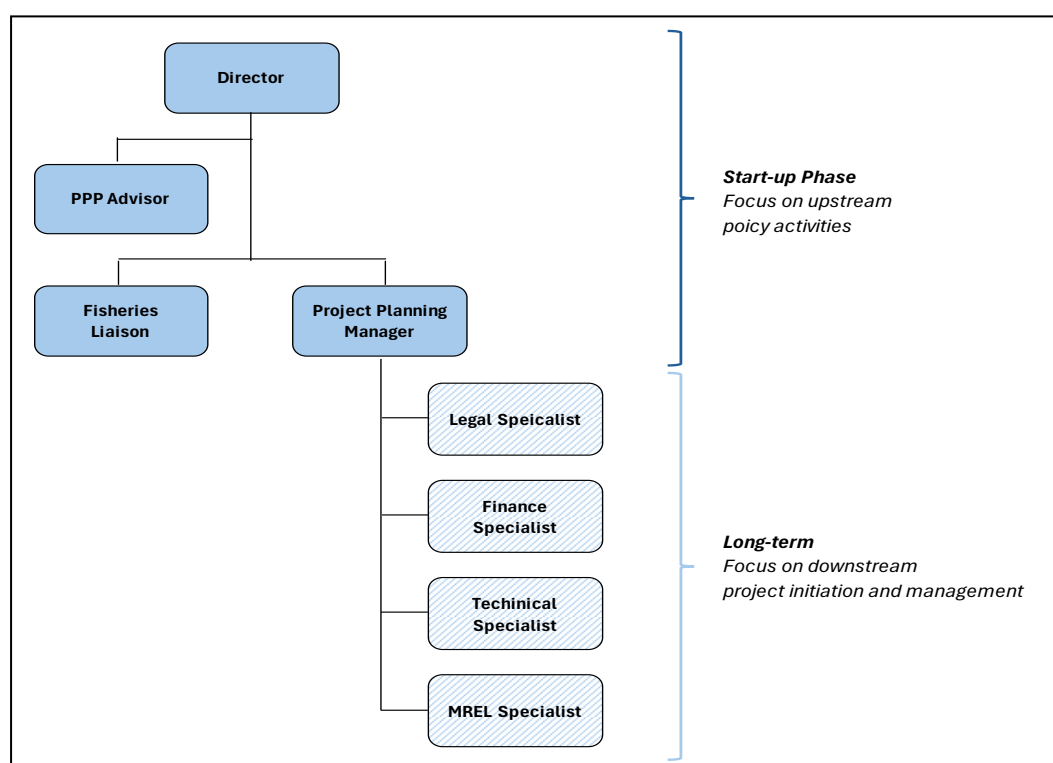 Director
PPP Advisor
Start-up Phase
Focus on upstream
poicy activities
Fisheries
Liaison
Project Planning
Manager
Legal Speicalist
Finance
Specialist
Long-term
Focus on downstream
project initiation and management
Techinical
Specialist
MREL Specialist